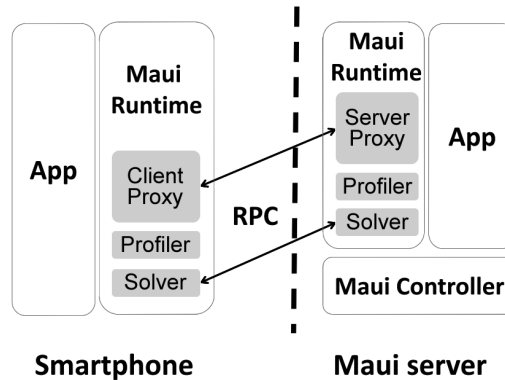 App
Maui
Runtime
Client
Proxy
Profiler
Solver
RPC
Maui
Runtime
Server
Proxy
Profiler
Solver
App
Maui Controller
Smartphone
Maui server